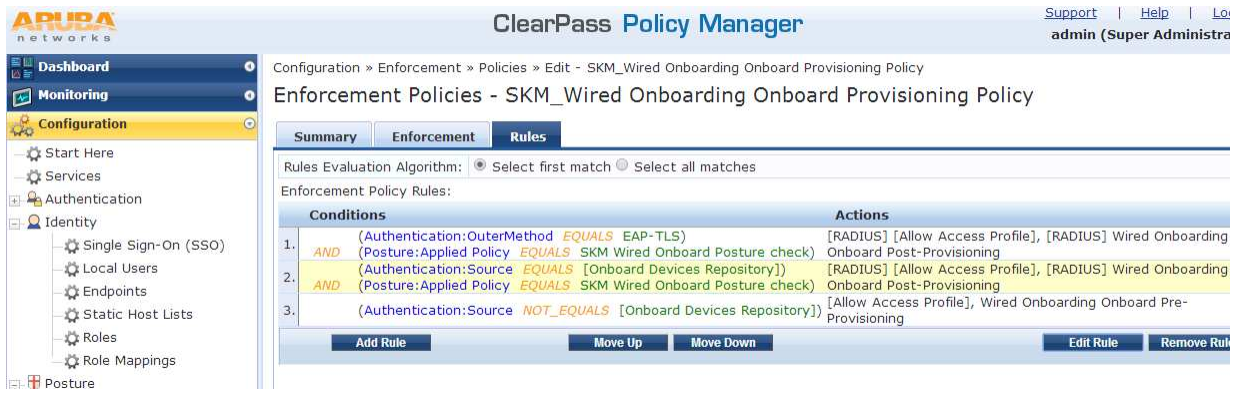 ARUBA
networks
ClearPass Policy Manager
Support | Help | Lo
admin (Super Administra
Dashboard
Monitoring
Configuration
Start Here
Services
Authentication
Identity
Single Sign-On (SSO)
Local Users
Endpoints
Static Host Lists
Roles
Role Mappings
Posture
Configuration » Enforcement » Policies » Edit - SKM_Wired Onboarding Onboard Provisioning Policy
Enforcement Policies - SKM_Wired Onboarding Onboard Provisioning Policy
Summary Enforcement Rules
Rules Evaluation Algorithm: Select first match Select all matches
Enforcement Policy Rules:
Conditions Actions
1. (Authentication:OuterMethod EQUALS EAP-TLS) [RADIUS] [Allow Access Profile], [RADIUS] Wired Onboarding
AND (Posture:Applied Policy EQUALS SKM Wired Onboard Posture check) Onboard Post-Provisioning
2. (Authentication:Source EQUALS [Onboard Devices Repository]) [RADIUS] [Allow Access Profile], [RADIUS] Wired Onboarding
AND (Posture:Applied Policy EQUALS SKM Wired Onboard Posture check) Onboard Post-Provisioning
3. (Authentication:Source NOT_EQUALS [Onboard Devices Repository]) [Allow Access Profile], Wired Onboarding Onboard Pre-
Provisioning
Add Rule Move Up Move Down Edit Rule Remove Rul